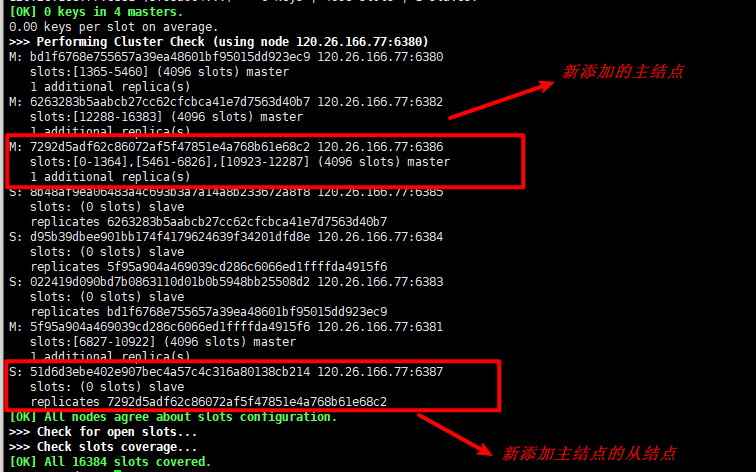 [OK] 0 keys in 4 masters.
0.00 keys per slot on average.
>>> Performing Cluster Check (using node 120.26.166.77:6380)
M: bd1f6768e755657a39ea48601bf95015dd923ec9 120.26.166.77:6380
slots:[1365-5460] (4096 slots) master
1 additional replica(s)
新添加的主结点
M: 6263283b5aabcb27cc62cfcbca41e7d7563d40b7 120.26.166.77:6382
slots:[12288-16383] (4096 slots) master
1 additional replica(s)
M: 7292d5adf62c86072af5f47851e4a768b61e68c2 120.26.166.77:6386
slots:[0-1364],[5461-6826],[10923-12287] (4096 slots) master
1 additional replica(s)
S: 8b48af9ea06483a4c693b3a7a14a8b233672a8f8 120.26.166.77:6385
slots: (0 slots) slave
replicates 6263283b5aabcb27cc62cfcbca41e7d7563d40b7
S: d95b39dbee901bb174f4179624639f34201dfd8e 120.26.166.77:6384
slots: (0 slots) slave
replicates 5f95a904a469039cd286c6066ed1ffffda4915f6
S: 022419d090bd7b0863110d01b0b5948bb25508d2 120.26.166.77:6383
slots: (0 slots) slave
replicates bd1f6768e755657a39ea48601bf95015dd923ec9
M: 5f95a904a469039cd286c6066ed1ffffda4915f6 120.26.166.77:6381
slots:[6827-10922] (4096 slots) master
1 additional replica(s)
S: 51d6d3ebe402e907bec4a57c4c316a80138cb214 120.26.166.77:6387
slots: (0 slots) slave
replicates 7292d5adf62c86072af5f47851e4a768b61e68c2
[OK] All nodes agree about slots configuration.
>>> Check for open slots...
>>> Check slots coverage...
新添加主结点的从结点
[OK] All 16384 slots covered.